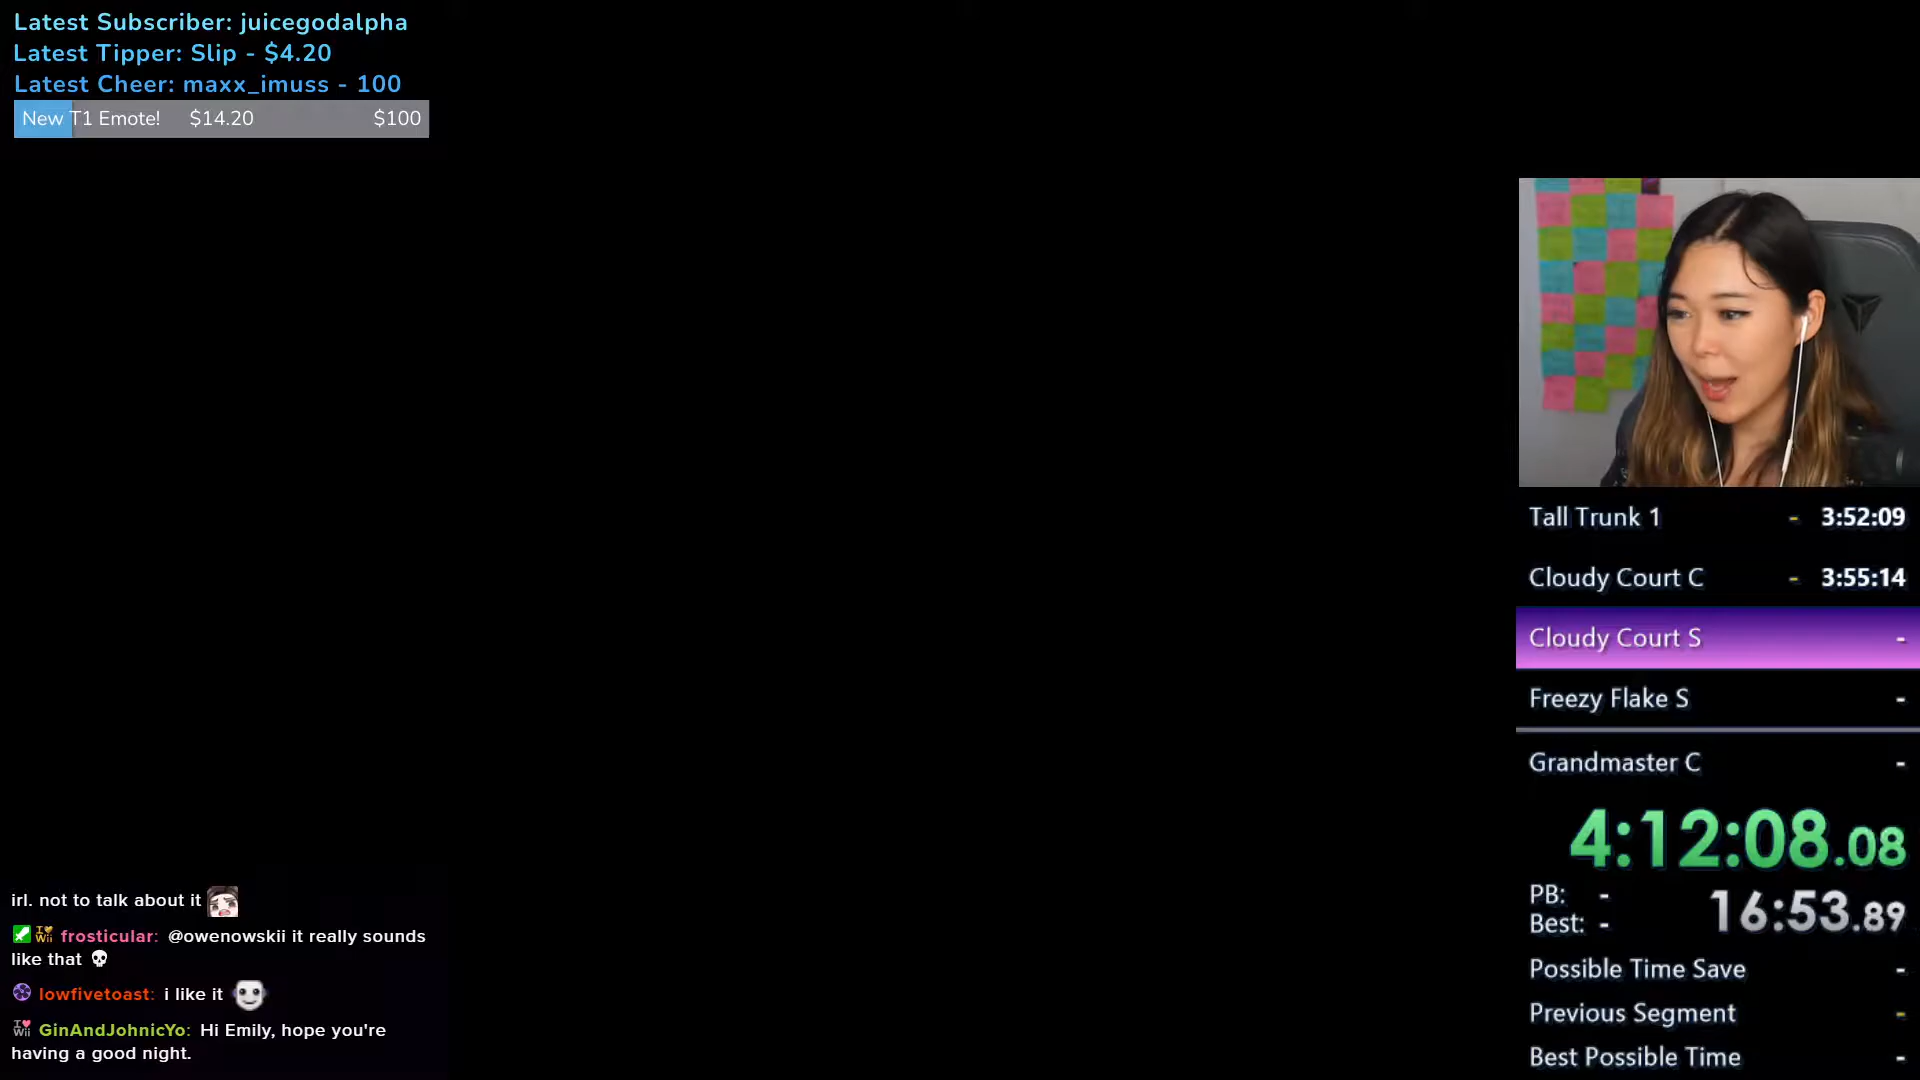 Latest Subscriber: juicegodalpha
Latest Tipper: Slip - $4.20
Latest Cheer: maxx_imuss - 100
New T1 Emote! $14.20 $100
Tall Trunk 1 - 3:52:09
Cloudy Court C - 3:55:14
Cloudy Court S -
Freezy Flake S -
Grandmaster C -
4:12:08.08
PB: -
Best: -
16:53.89
Possible Time Save -
Previous Segment -
Best Possible Time -
irl. not to talk about it
I ♥ Wii frosticular: @owenowskii it really sounds
like that 💀
lowfivetoast: i like it
I ♥ Wii GinAndJohnicYo: Hi Emily, hope you're
having a good night.